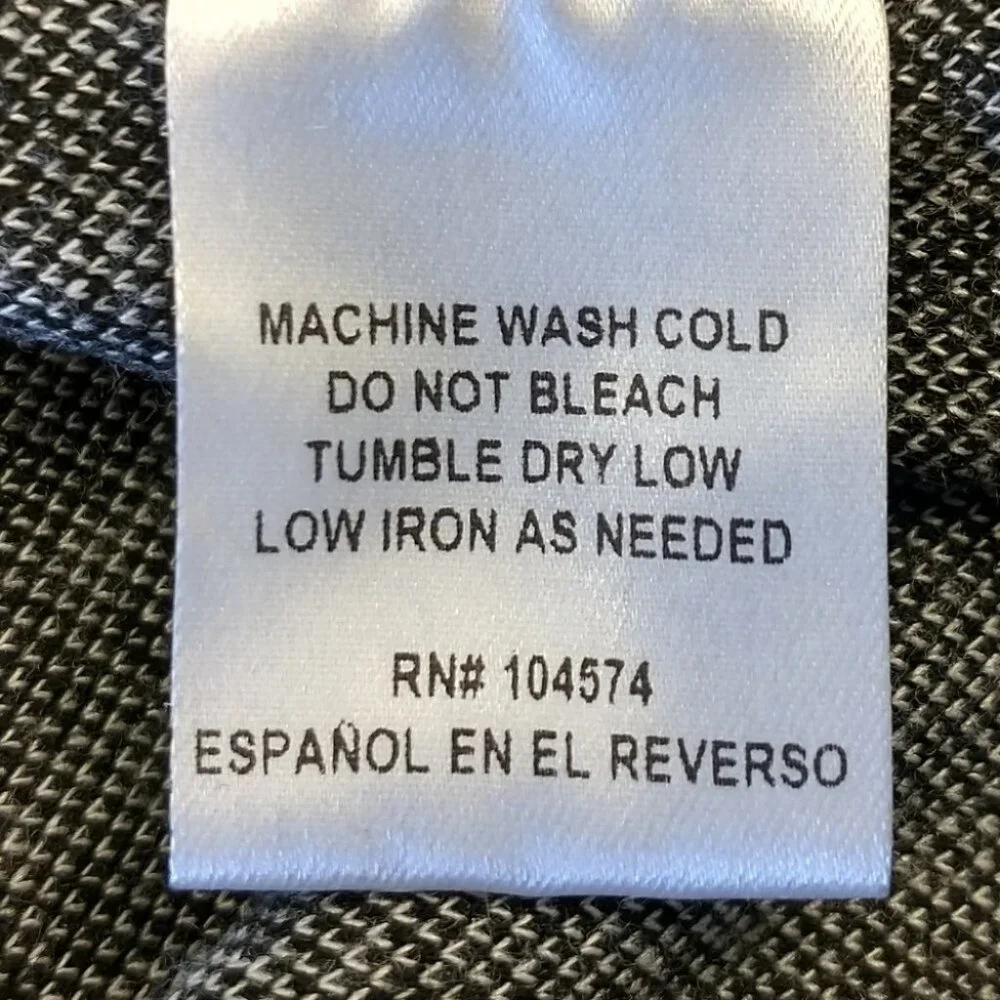 MACHINE WASH COLD
DO NOT BLEACH
TUMBLE DRY LOW
LOW IRON AS NEEDED
RN# 104574
ESPAÑOL EN EL REVERSO